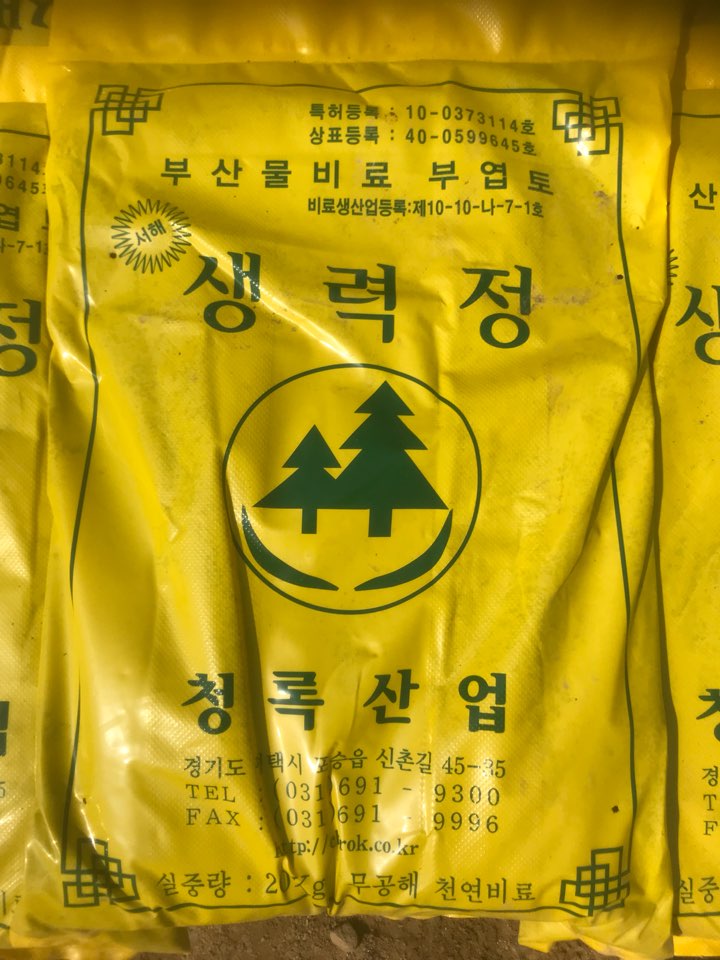 특허등록 : 10-0373114호
상표등록 : 40-0599645호
부산물비료 부엽토
비료생산업등록:제10-10-나-7-1호
서해
생력정
청록산업
경기도 신촌길 45-35
TEL : (031)691 - 9300
FAX : (031)691 - 9996
실중량 : 무공해 천연비료